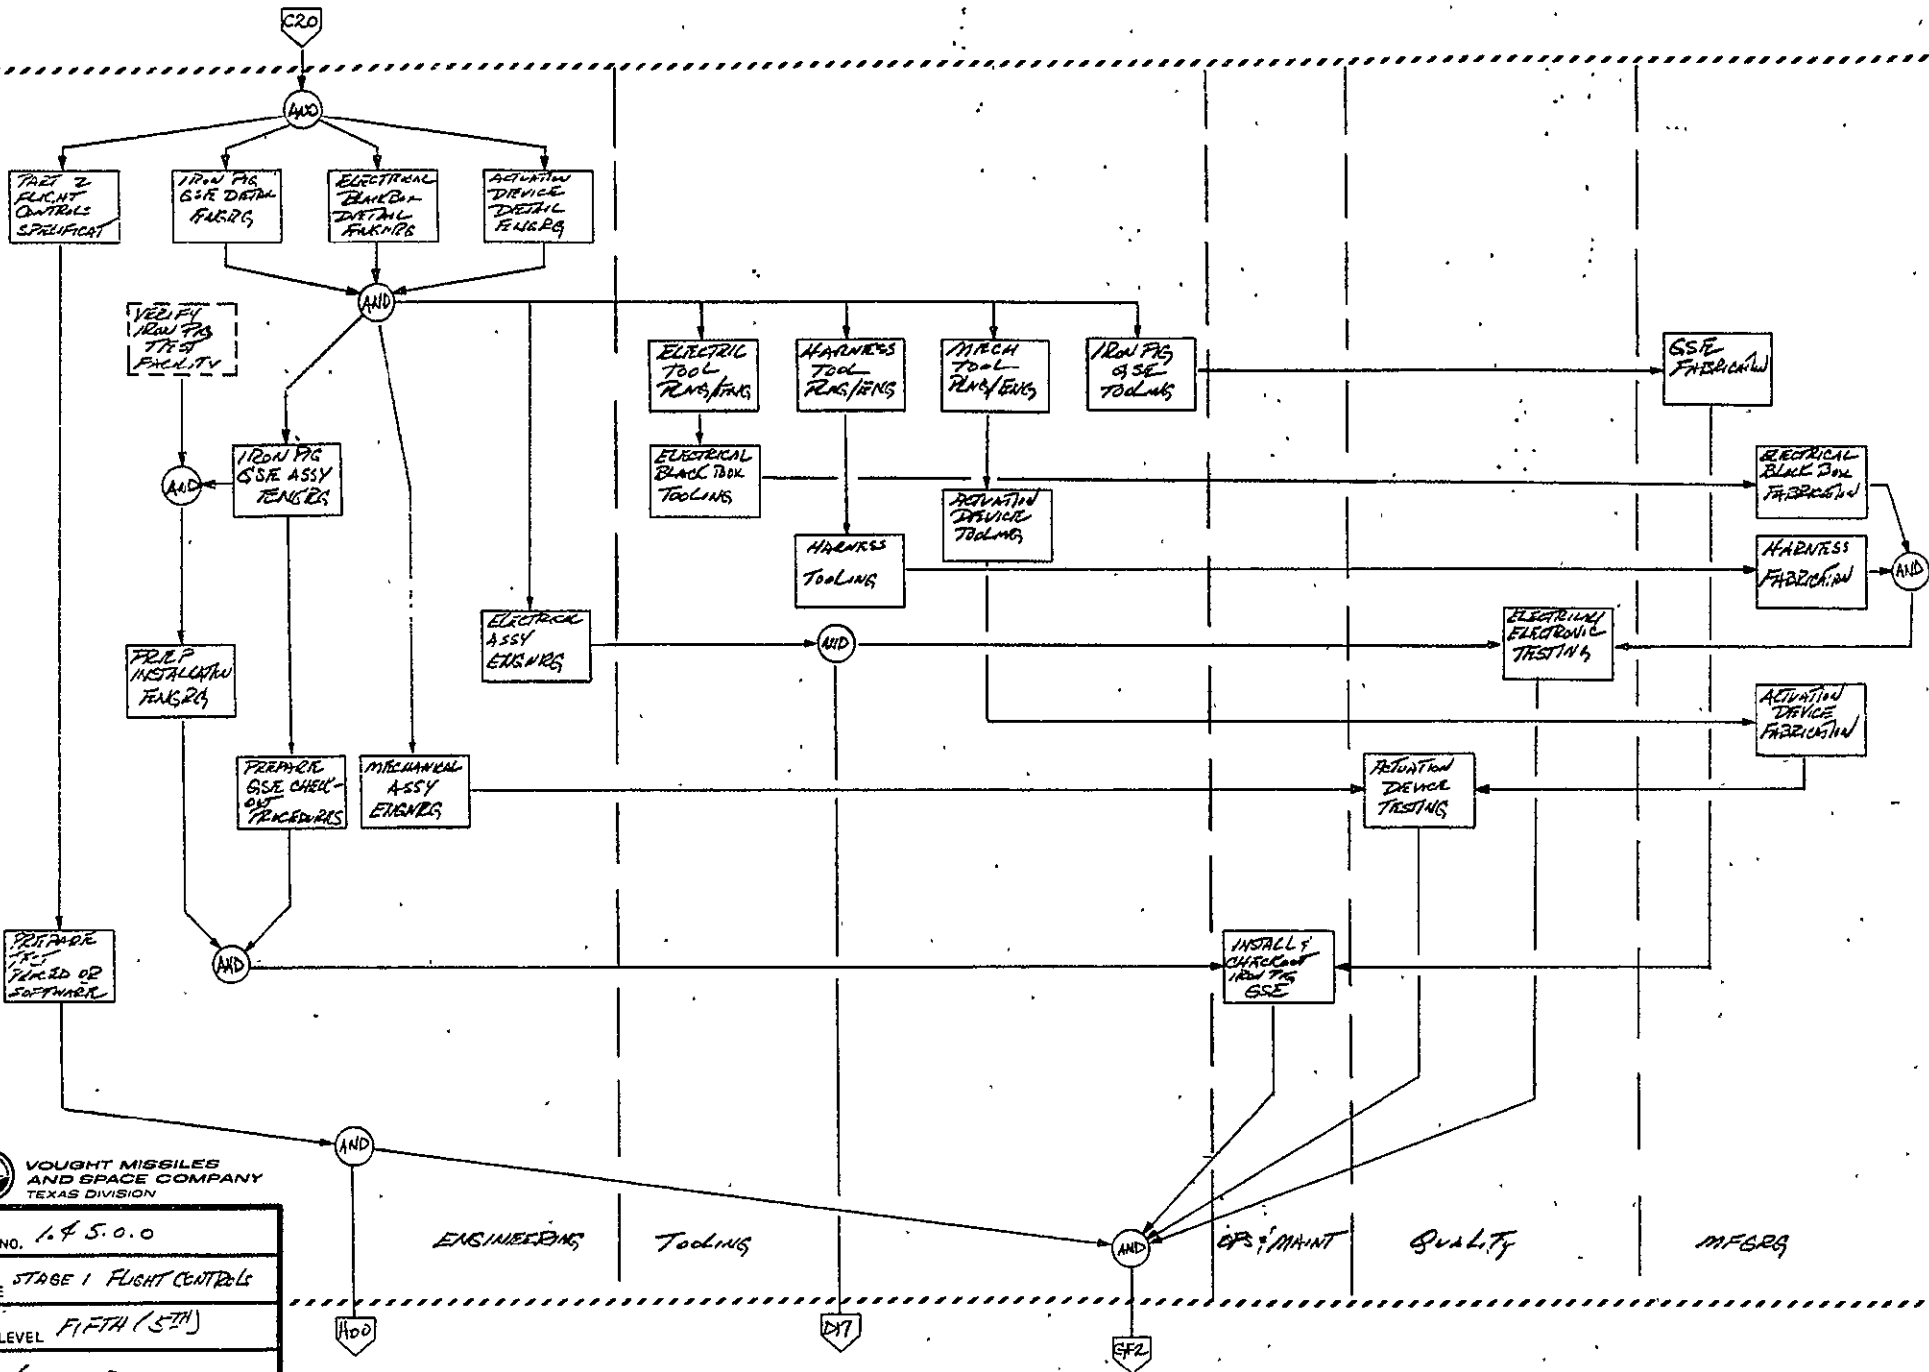 C20
AND
PART 2
FLIGHT
CONTROLS
SPECIFICAT
IRON PIG
GSE DETAIL
ENGRG
ELECTRICAL
BLACK BOX
DETAIL
ENGNRG
ACTUATION
DEVICE
DETAIL
ENGRG
AND
VERIFY
IRON PIG
TEST
FACILITY
ELECTRIC
TOOL
PLNG/ENG
HARNESS
TOOL
PLNG/ENG
MECH
TOOL
PLNG/ENG
IRON PIG
GSE
TOOLING
GSE
FABRICATION
AND
IRON PIG
GSE ASSY
ENGRG
ELECTRICAL
BLACK BOX
TOOLING
ACTUATION
DEVICE
TOOLING
ELECTRICAL
BLACK BOX
FABRICATION
HARNESS
TOOLING
HARNESS
FABRICATION
AND
ELECTRICAL
ASSY
ENGNRG
AND
ELECTRICAL/
ELECTRONIC
TESTING
PREP
INSTALLATION
ENGRG
ACTUATION
DEVICE
FABRICATION
PREPARE
GSE CHECK-
OUT
PROCEDURES
MECHANICAL
ASSY
ENGNRG
ACTUATION
DEVICE
TESTING
PREPARE
PROCED OR
SOFTWARE
AND
INSTALL &
CHECKOUT
IRON PIG
GSE
AND
VOUGHT MISSILES
AND SPACE COMPANY
TEXAS DIVISION
NO. 1.4 5.0.0
STAGE 1 FLIGHT CONTROLS
LEVEL FIFTH (5TH)
ENGINEERING
TOOLING
AND
OPS & MAINT
QUALITY
MFGRG
H00
D17
GF2